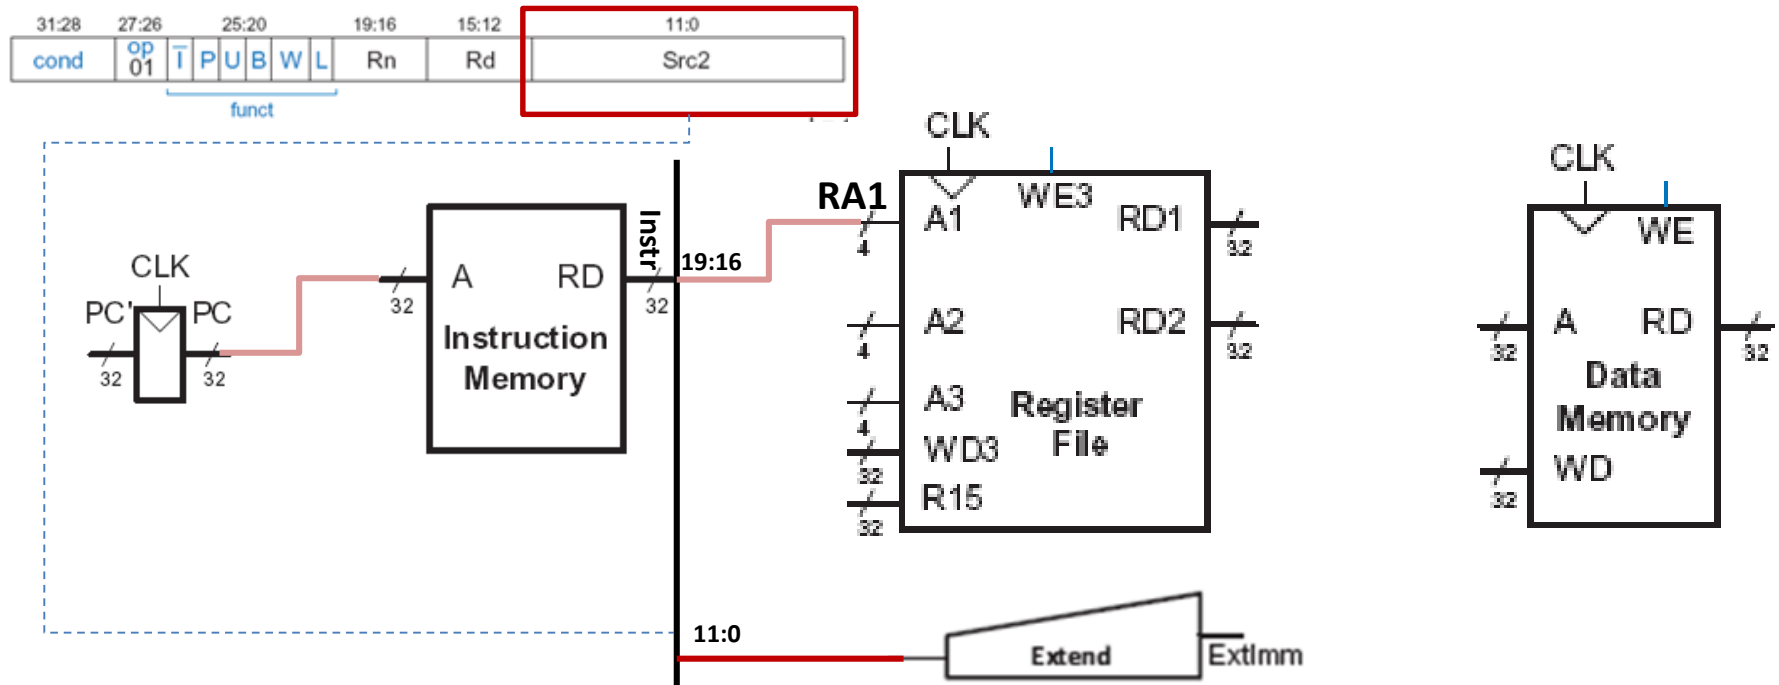 31:28 27:26 25:20 19:16 15:12 11:0
cond op 01 I P U B W L Rn Rd Src2
funct
CLK
PC' PC
32 32
A RD
32 32
Instruction
Memory
Instr
19:16
RA1
CLK
WE3
A1 RD1
4 32
A2 RD2
4 32
A3
4
WD3
32
R15
32
Register
File
CLK
WE
A RD
32 32
Data
Memory
WD
32
11:0
Extend
ExtImm